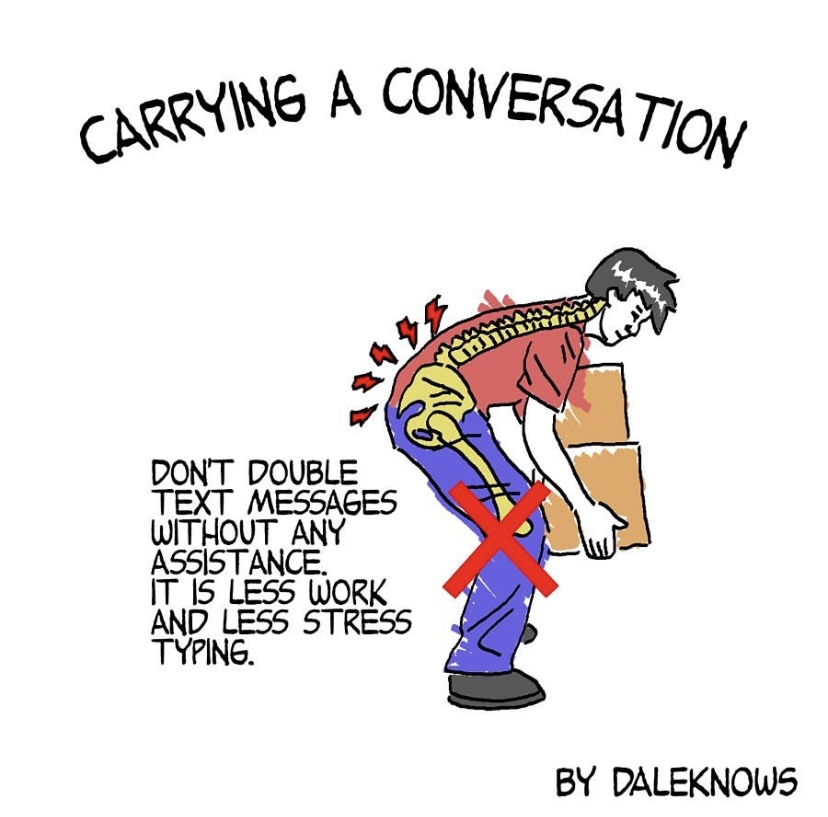 CARRYING A CONVERSATION
DON'T DOUBLE
TEXT MESSAGES
WITHOUT ANY
ASSISTANCE.
IT IS LESS WORK
AND LESS STRESS
TYPING.
BY DALEKNOWS